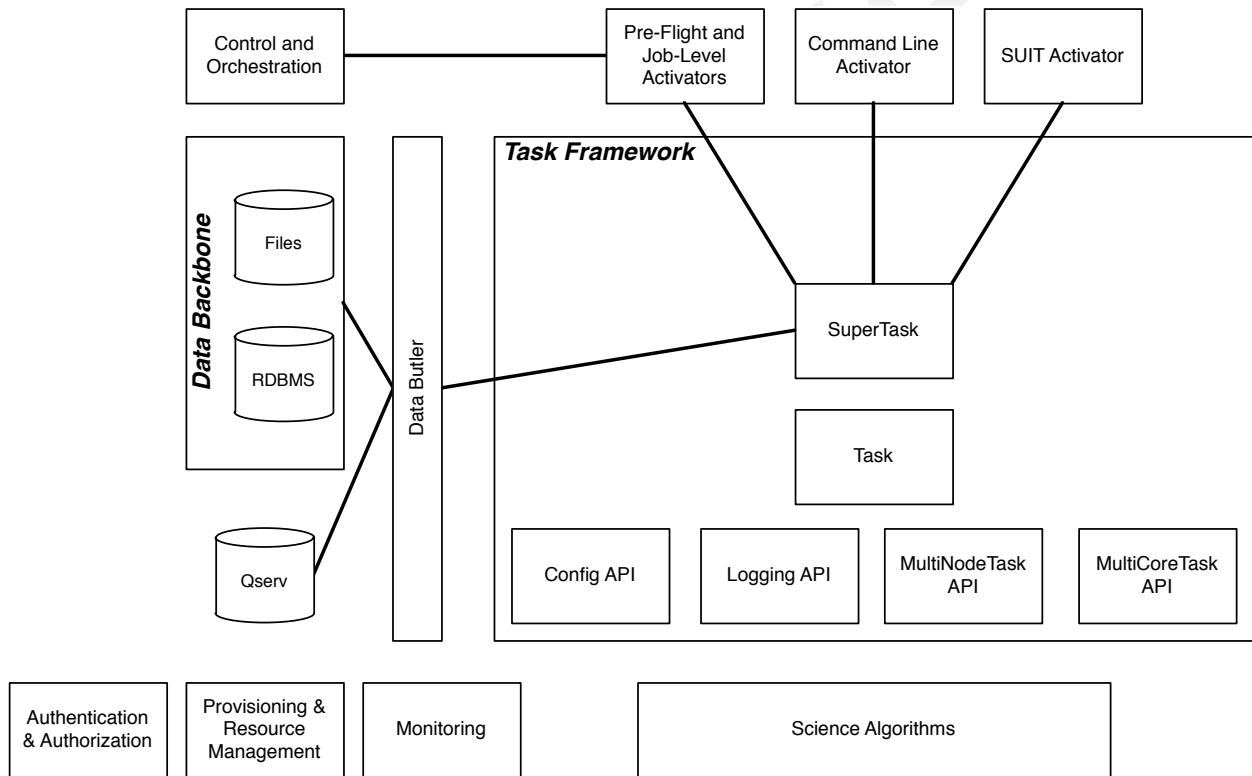 Control and
Orchestration
Pre-Flight and
Job-Level
Activators
Command Line
Activator
SUIT Activator
Task Framework
Data Backbone
Files
RDBMS
Data Butler
SuperTask
Task
Qserv
Config API
Logging API
MultiNodeTask
API
MultiCoreTask
API
Authentication
& Authorization
Provisioning &
Resource
Management
Monitoring
Science Algorithms